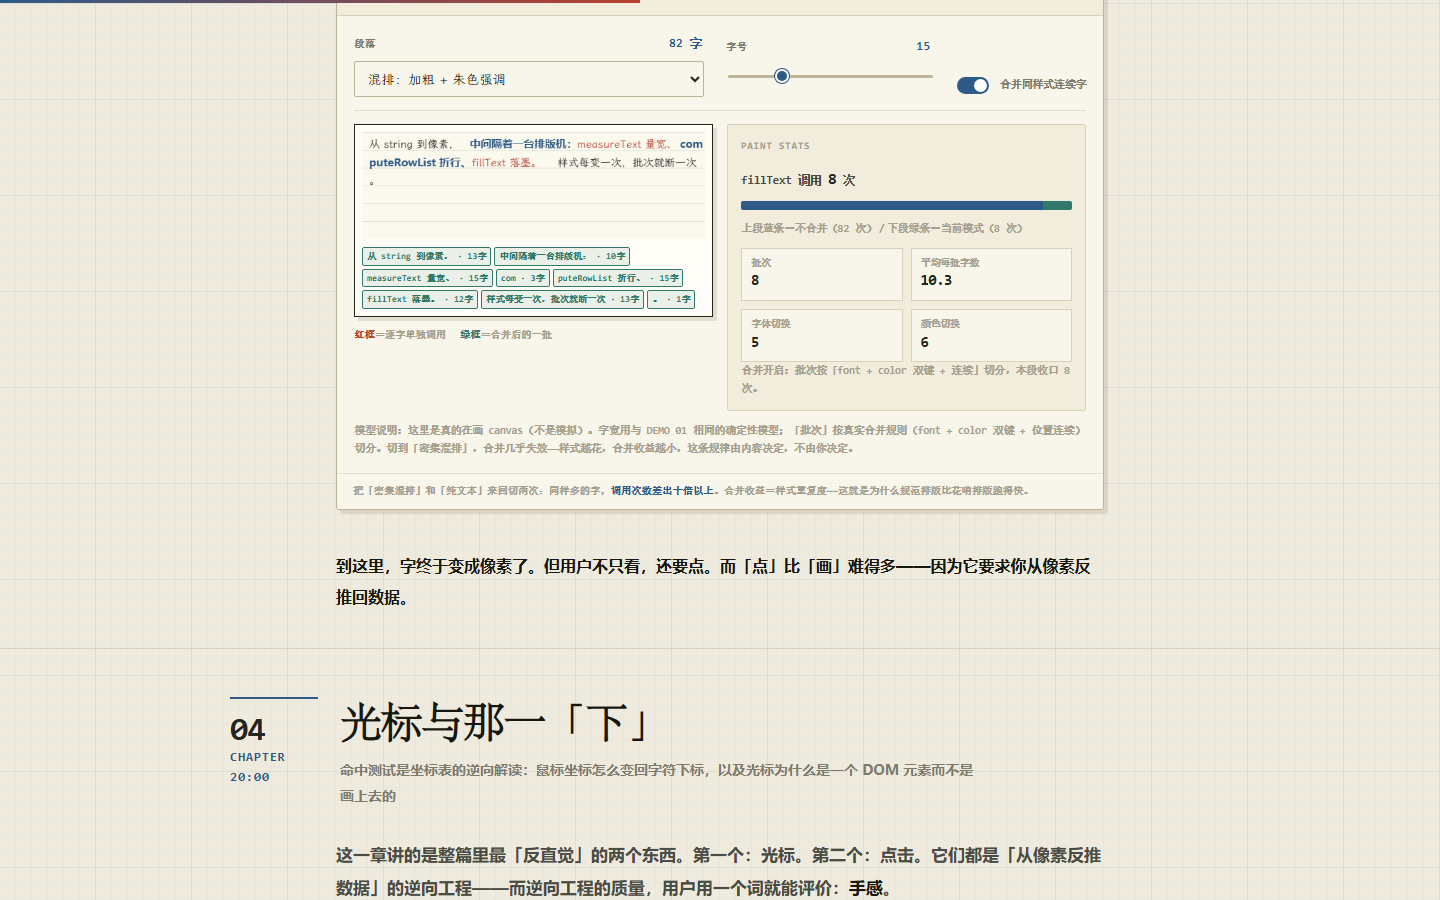 段落 82 字 字号 15
混排：加粗 + 朱色强调 合并同样式连续字
从 string 到像素， 中间隔着一台排版机：measureText 量宽、 com
puteRowList 折行、fillText 落墨。 样式每变一次，批次就断一次
。
从 string 到像素， · 13字 中间隔着一台排版机： · 10字
measureText 量宽、 · 15字 com · 3字 puteRowList 折行、 · 15字
fillText 落墨。 · 12字 样式每变一次，批次就断一次 · 13字 。 · 1字
红框=逐字单独调用 绿框=合并后的一批
PAINT STATS
fillText 调用 8 次
上段蓝条=不合并（82 次）/ 下段绿条=当前模式（8 次）
批次 平均每批字数
8 10.3
字体切换 颜色切换
5 6
合并开启：批次按「font + color 双键 + 连续」切分，本段收口 8
次。
模型说明：这里是真的在画 canvas（不是模拟）。字宽用与 DEMO 01 相同的确定性模型；「批次」按真实合并规则（font + color 双键 + 位置连续）
切分。切到「密集混排」，合并几乎失效——样式越花，合并收益越小，这条规律由内容决定，不由你决定。
把「密集混排」和「纯文本」来回切两次：同样多的字，调用次数差出十倍以上。合并收益=样式重复度——这就是为什么规范排版比花哨排版跑得快。
到这里，字终于变成像素了。但用户不只看，还要点。而「点」比「画」难得多——因为它要求你从像素反
推回数据。
04
CHAPTER
20:00
光标与那一「下」
命中测试是坐标表的逆向解读：鼠标坐标怎么变回字符下标，以及光标为什么是一个 DOM 元素而不是
画上去的
这一章讲的是整篇里最「反直觉」的两个东西。第一个：光标。第二个：点击。它们都是「从像素反推
数据」的逆向工程——而逆向工程的质量，用户用一个词就能评价：手感。